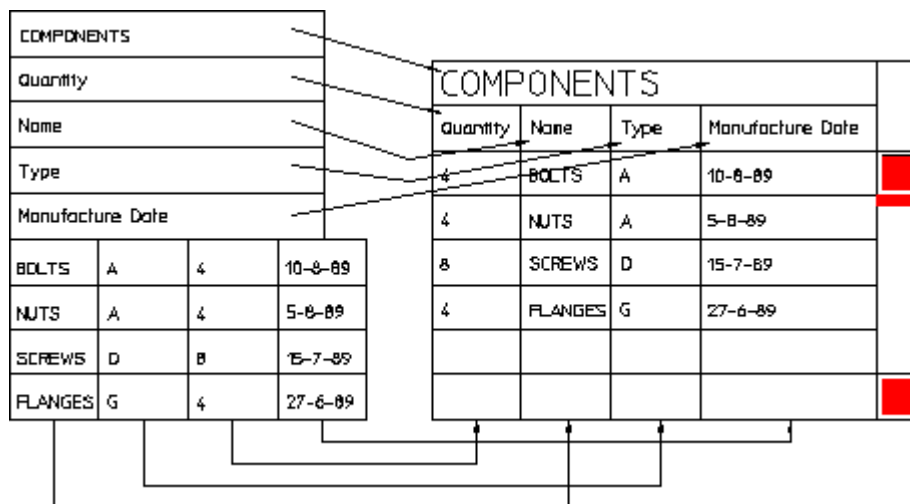 COMPONENTS
Quantity
Name
Type
Manufacture Date
BOLTS A 4 10-8-89
NUTS A 4 5-8-89
SCREWS D 8 15-7-89
FLANGES G 4 27-6-89
COMPONENTS
Quantity Name Type Manufacture Date
4 BOLTS A 10-8-89
4 NUTS A 5-8-89
8 SCREWS D 15-7-89
4 FLANGES G 27-6-89